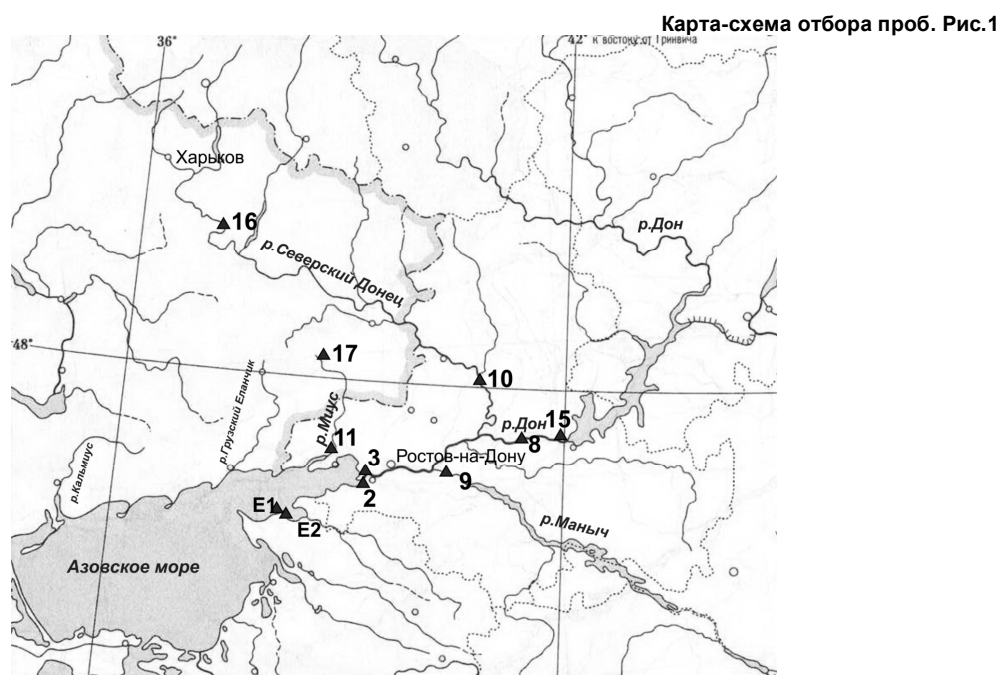 Карта-схема отбора проб. Рис.1
36°
42° к востоку от Гринвича
Харьков
16
р.Дон
р.Северский Донец
48°
17
10
р.Грузский Еланчик
р.Миус
р.Дон
15
8
11
3
Ростов-на-Дону
9
2
р.Кальмиус
E1
E2
р.Маныч
Азовское море